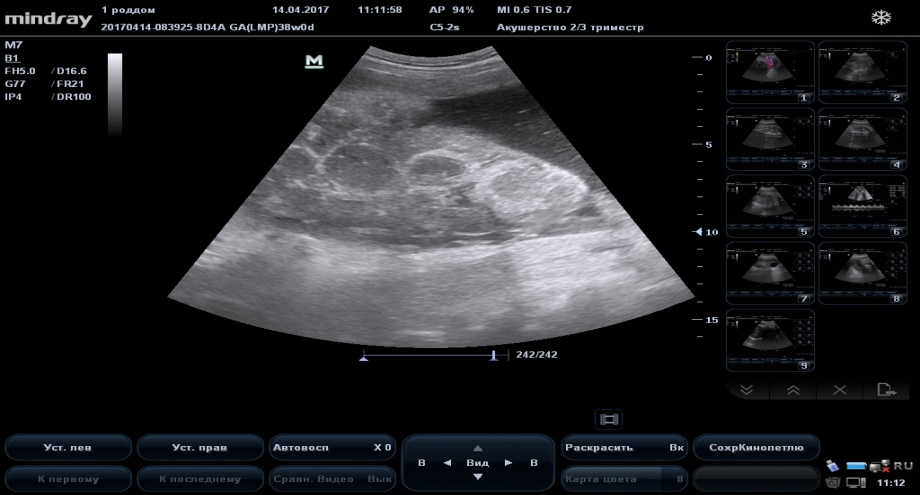 mindray
1 роддом 14.04.2017 11:11:58 AP 94% MI 0.6 TIS 0.7
20170414-083925-8D4A GA(LMP)38w0d C5-2s Акушерство 2/3 триместр
M7
B1
FH5.0 / D16.6
G77 / FR21
IP4 / DR100
M
0
5
10
15
242/242
1
2
3
4
5
6
7
8
9
Уст. лев
Уст. прав
Автовосп X 0
В Вид В
Раскрасить Вк
СохрКинопетлю
К первому
К последнему
Сравн. Видео Вык
Карта цвета 8
RU
11:12